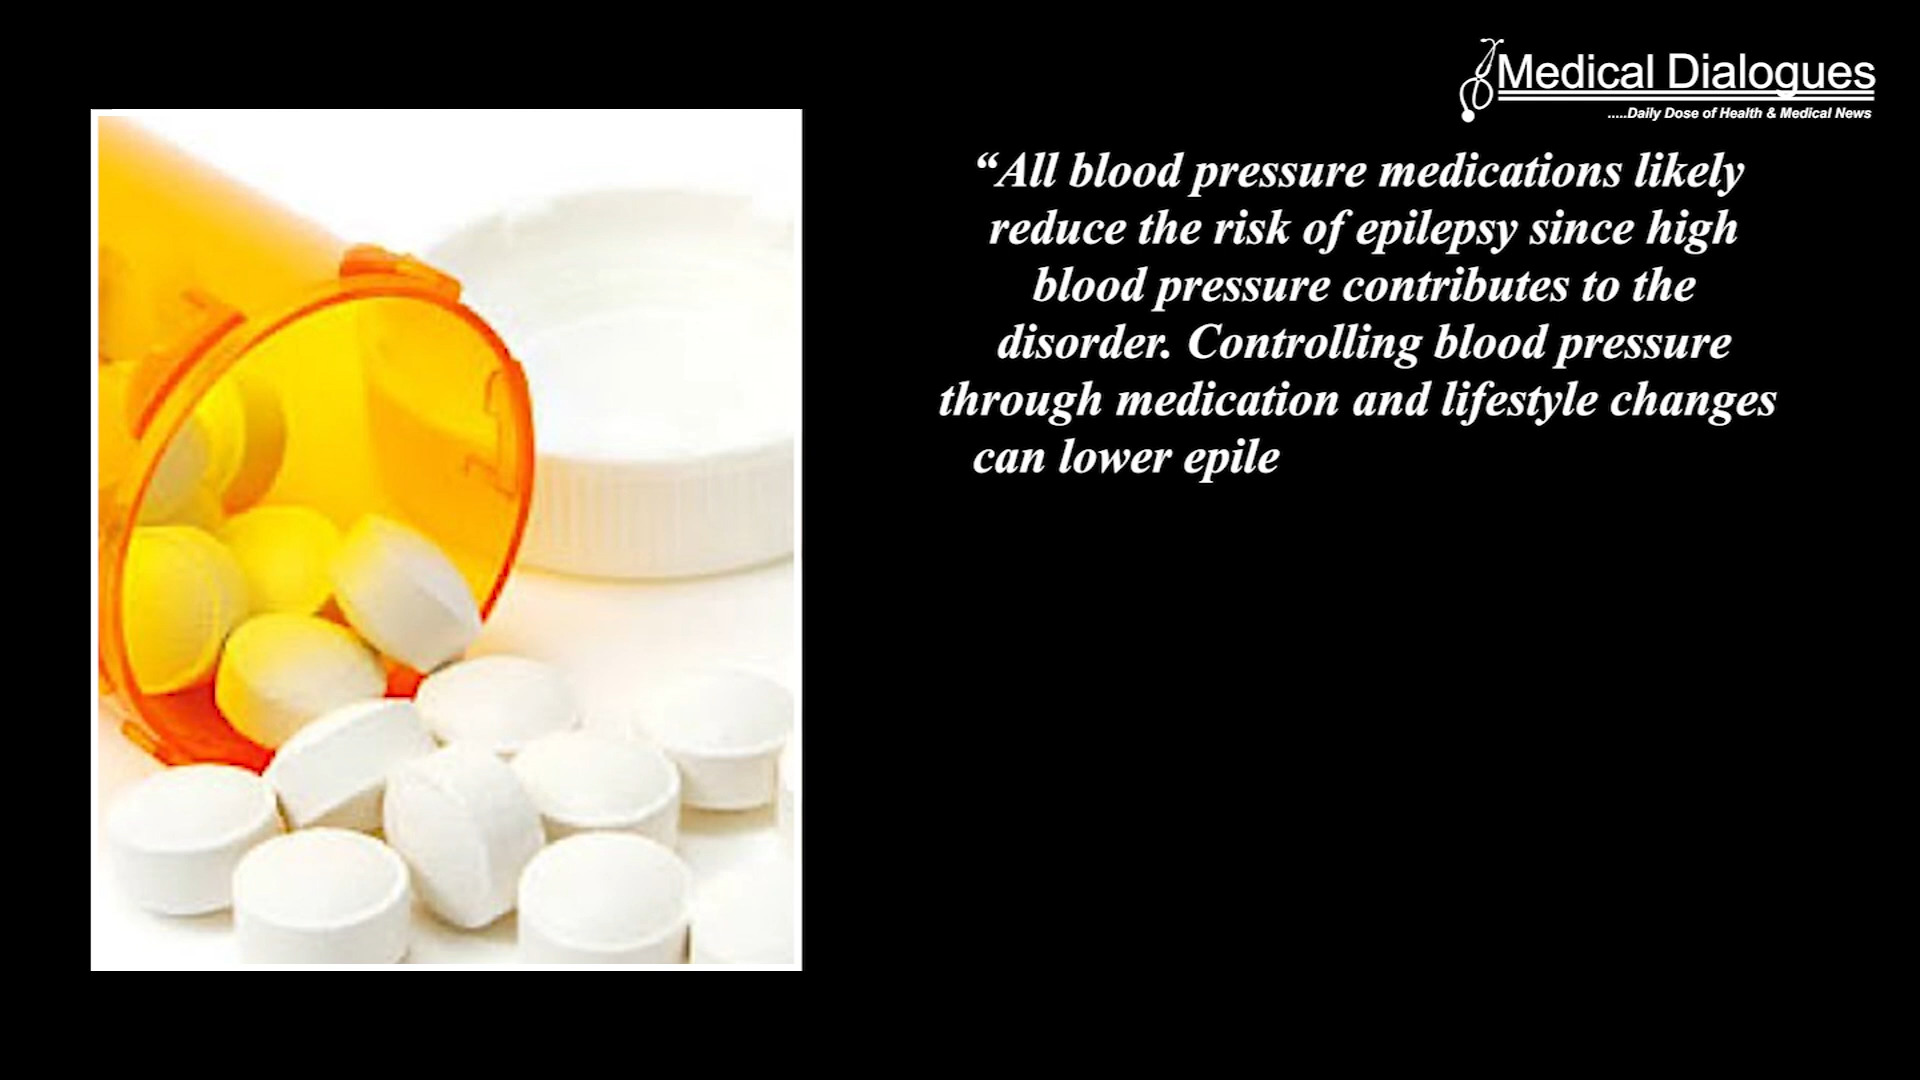 Medical Dialogues
.....Daily Dose of Health & Medical News
“All blood pressure medications likely
reduce the risk of epilepsy since high
blood pressure contributes to the
disorder. Controlling blood pressure
through medication and lifestyle changes
can lower epile